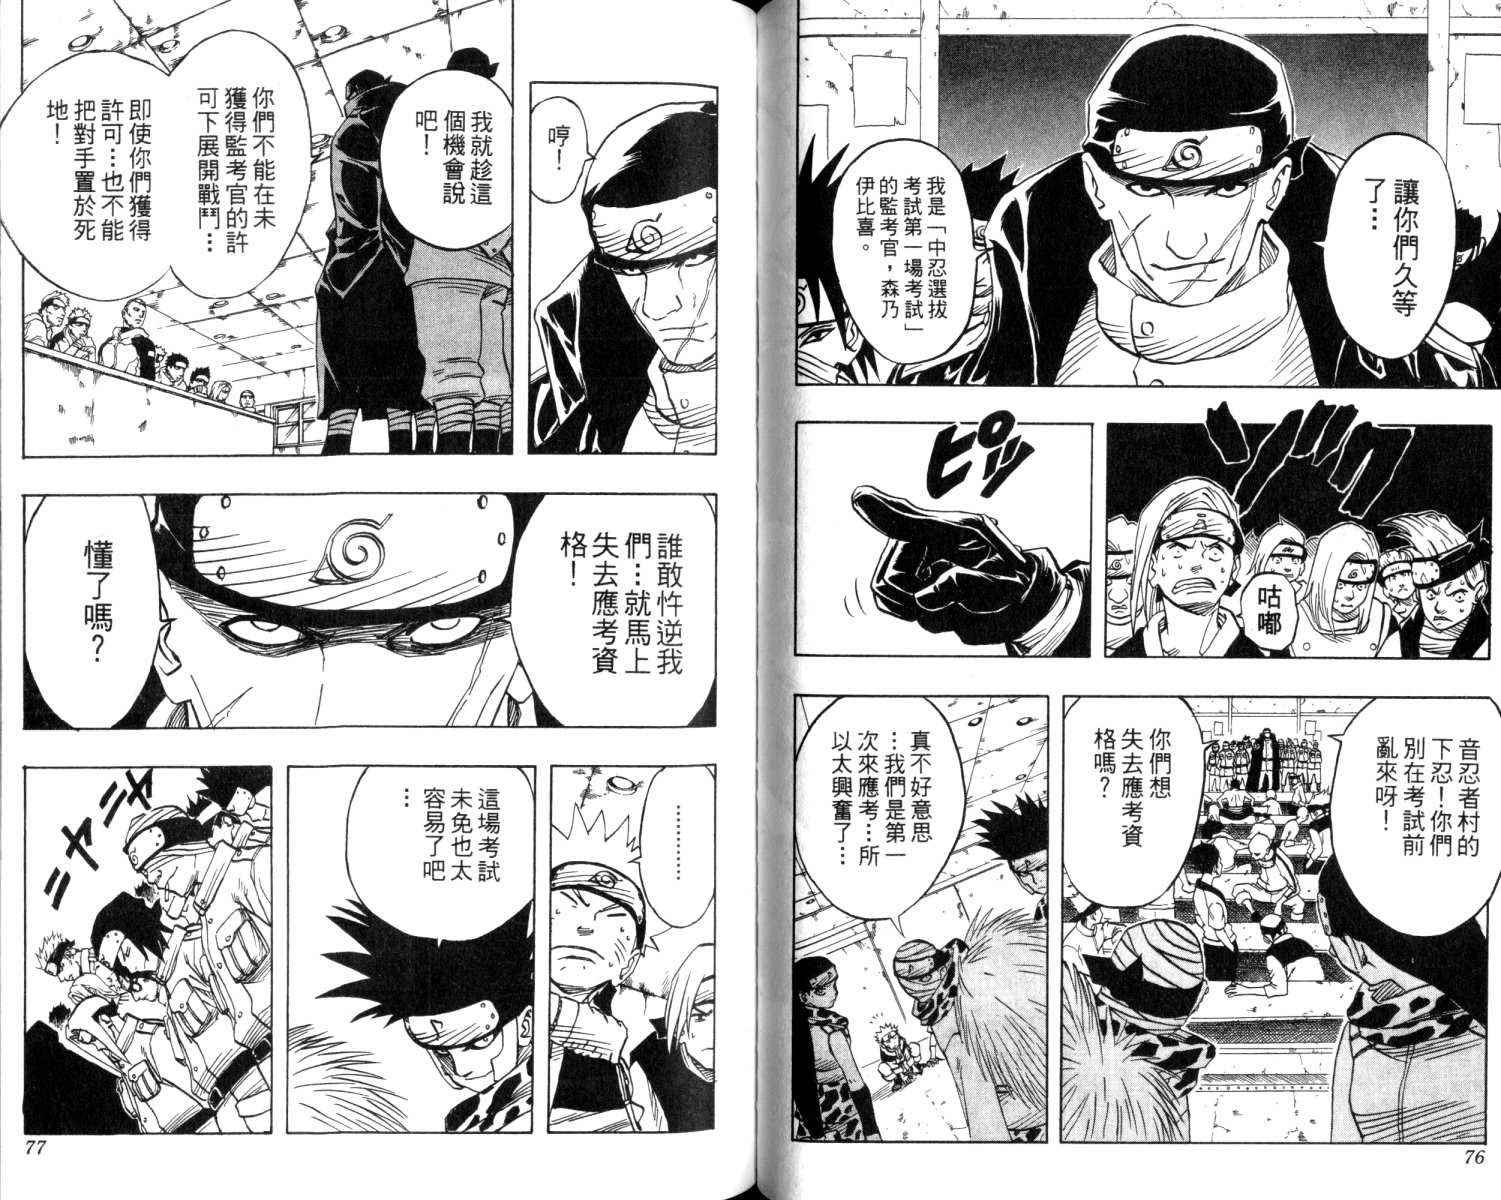 讓你們久等
了…
我是「中忍選拔
考試第一場考試」
的監考官，森乃
伊比喜。
咕
嘟
ピッ
音忍者村的
下忍！你們
別在考試前
亂來呀！
你們想
失去應考資
格嗎？
真不好意思
…我們是第一
次來應考…所
以太興奮了…
76
哼！
我就趁這
個機會說
吧！
你們不能在未
獲得監考官的許
可下展開戰鬥…
即使你們獲得
許可…也不能
把對手置於死
地！
誰敢忤逆我
們…就馬上
失去應考資
格！
懂了嗎？
…………
這場考試
未免也太
容易了吧
…
ニヤニヤ
77